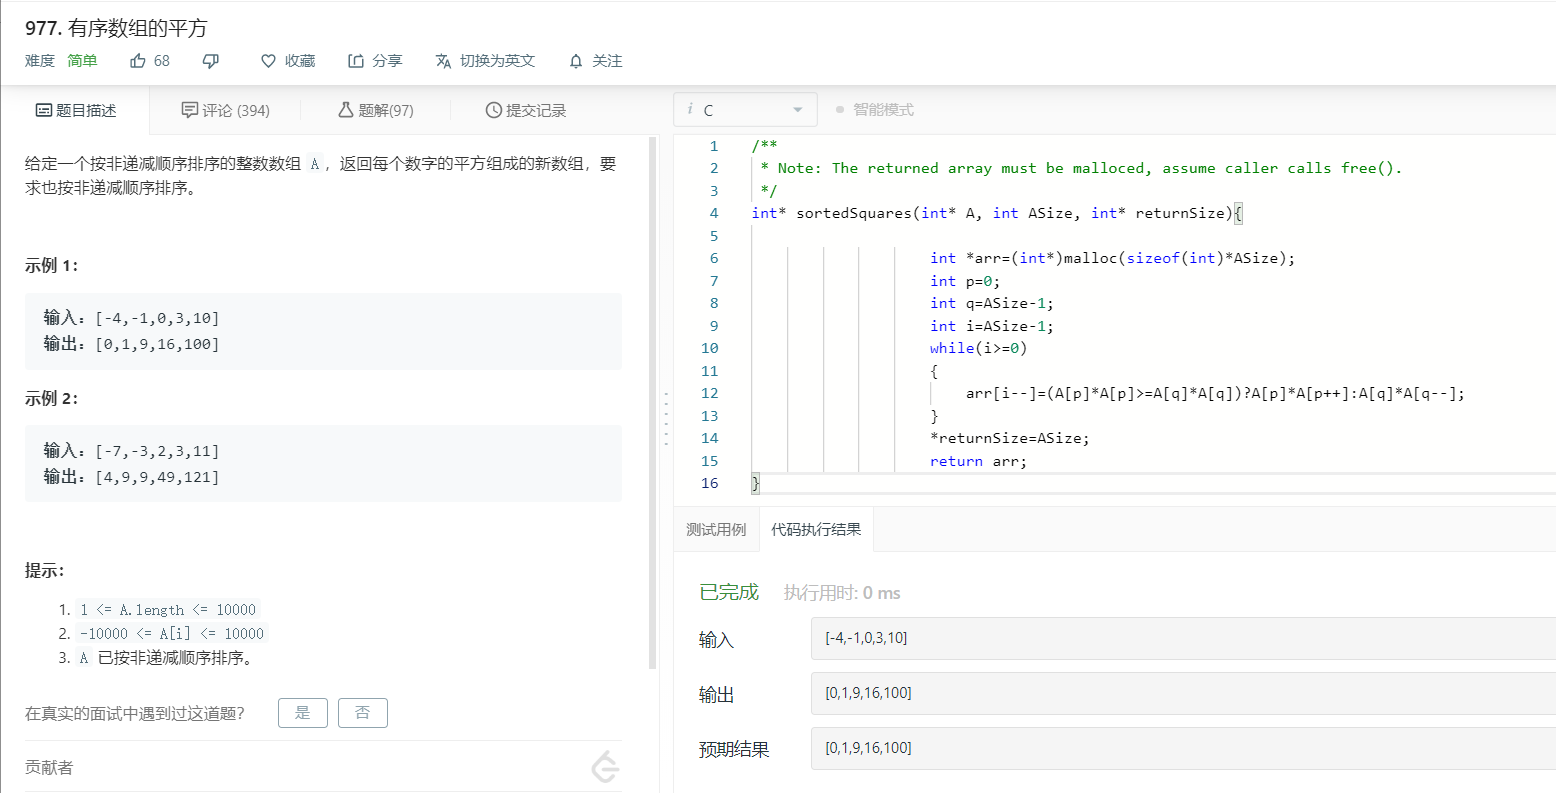 977. 有序数组的平方
难度 简单 68 收藏 分享 切换为英文 关注
题目描述 评论 (394) 题解(97) 提交记录
给定一个按非递减顺序排序的整数数组 A，返回每个数字的平方组成的新数组，要
求也按非递减顺序排序。
示例 1：
输入：[-4,-1,0,3,10]
输出：[0,1,9,16,100]
示例 2：
输入：[-7,-3,2,3,11]
输出：[4,9,9,49,121]
提示：
1. 1 <= A.length <= 10000
2. -10000 <= A[i] <= 10000
3. A 已按非递减顺序排序。
在真实的面试中遇到过这道题？ 是 否
贡献者
i C 智能模式
1 /**
2 * Note: The returned array must be malloced, assume caller calls free().
3 */
4 int* sortedSquares(int* A, int ASize, int* returnSize){
5
6 int *arr=(int*)malloc(sizeof(int)*ASize);
7 int p=0;
8 int q=ASize-1;
9 int i=ASize-1;
10 while(i>=0)
11 {
12 arr[i--]=(A[p]*A[p]>=A[q]*A[q])?A[p]*A[p++]:A[q]*A[q--];
13 }
14 *returnSize=ASize;
15 return arr;
16 }
测试用例 代码执行结果
已完成 执行用时: 0 ms
输入 [-4,-1,0,3,10]
输出 [0,1,9,16,100]
预期结果 [0,1,9,16,100]